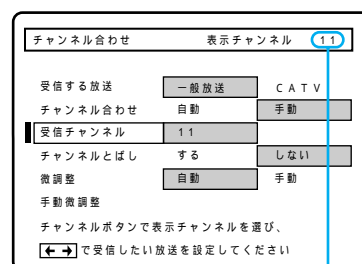 チャンネル合わせ 表示チャンネル 11
受信する放送 一般放送 CATV
チャンネル合わせ 自動 手動
受信チャンネル 11
チャンネルとばし する しない
微調整 自動 手動
手動微調整
チャンネルボタンで表示チャンネルを選び、
←→で受信したい放送を設定してください